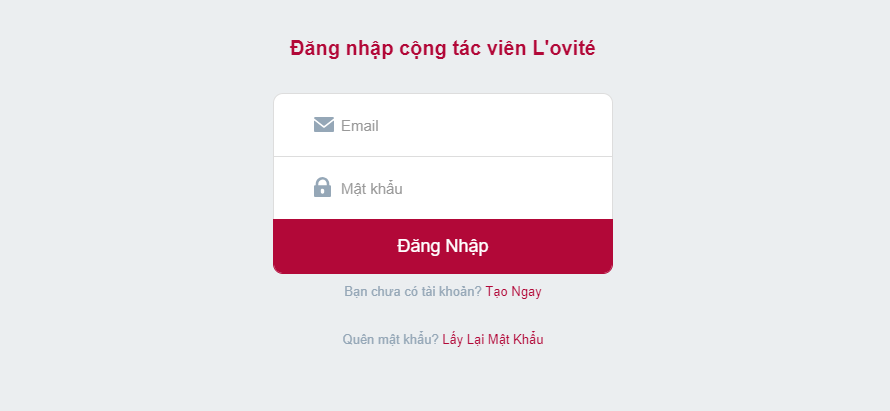 Đăng nhập cộng tác viên L'ovité
Email
Mật khẩu
Đăng Nhập
Bạn chưa có tài khoản? Tạo Ngay
Quên mật khẩu? Lấy Lại Mật Khẩu